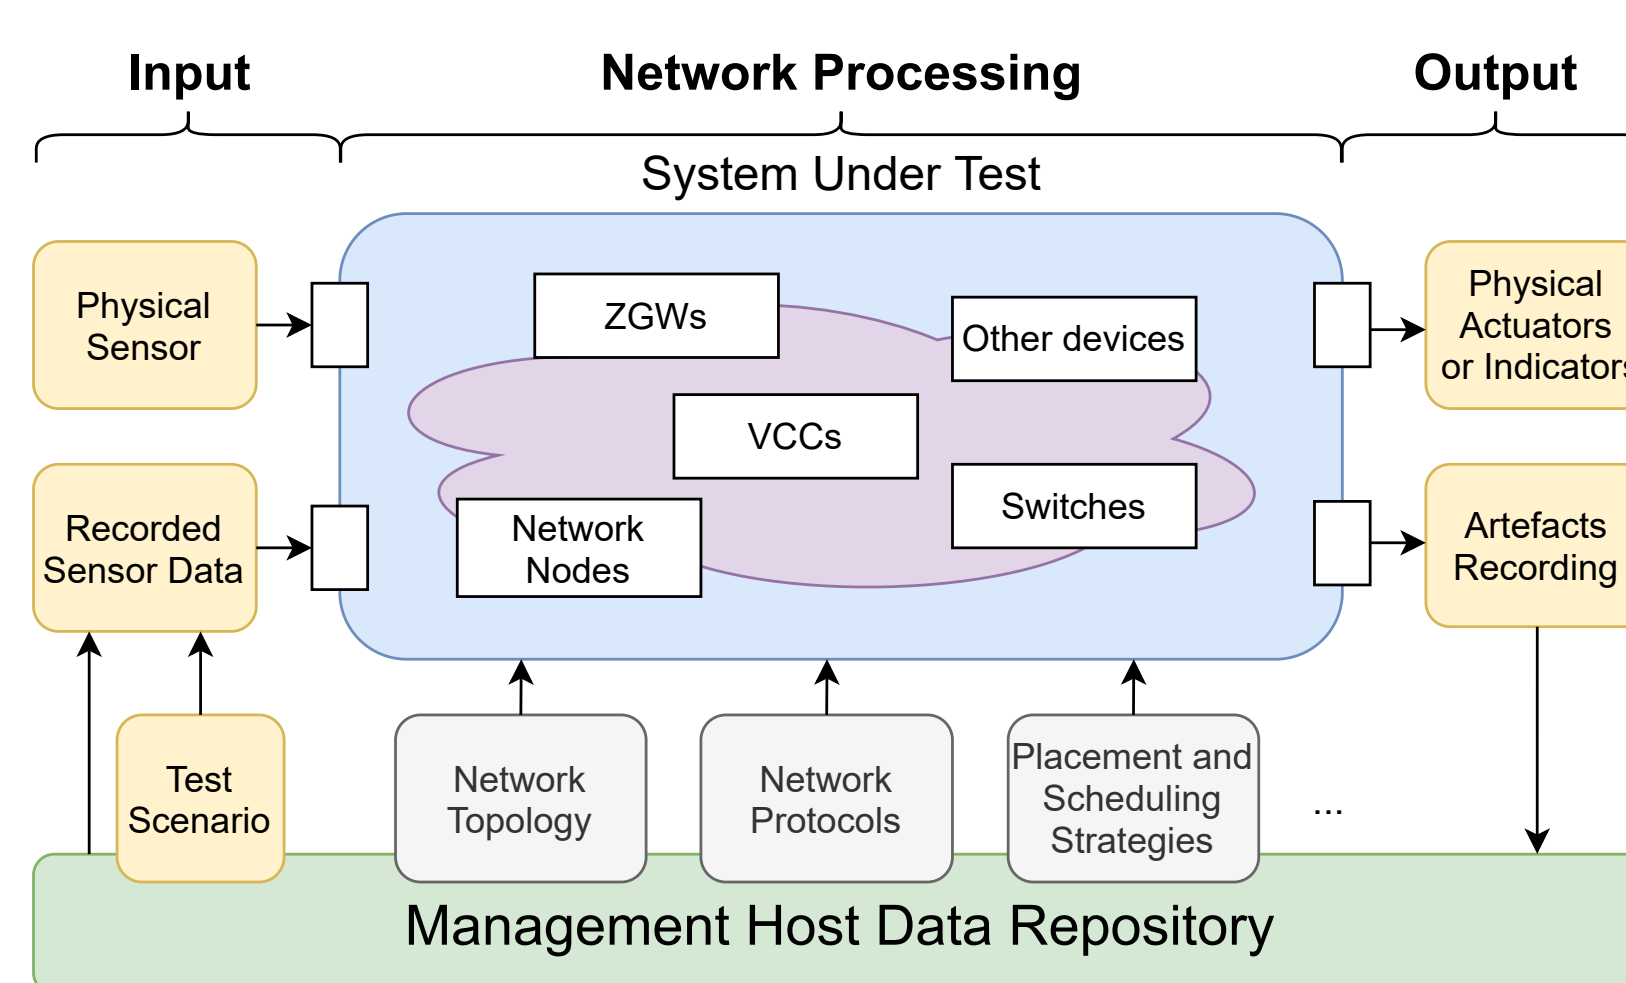 Input
Network Processing
Output
System Under Test
Physical
Sensor
ZGWs
Other devices
Physical
Actuators
or Indicators
VCCs
Recorded
Sensor Data
Network
Nodes
Switches
Artefacts
Recording
Test
Scenario
Network
Topology
Network
Protocols
Placement and
Scheduling
Strategies
...
Management Host Data Repository